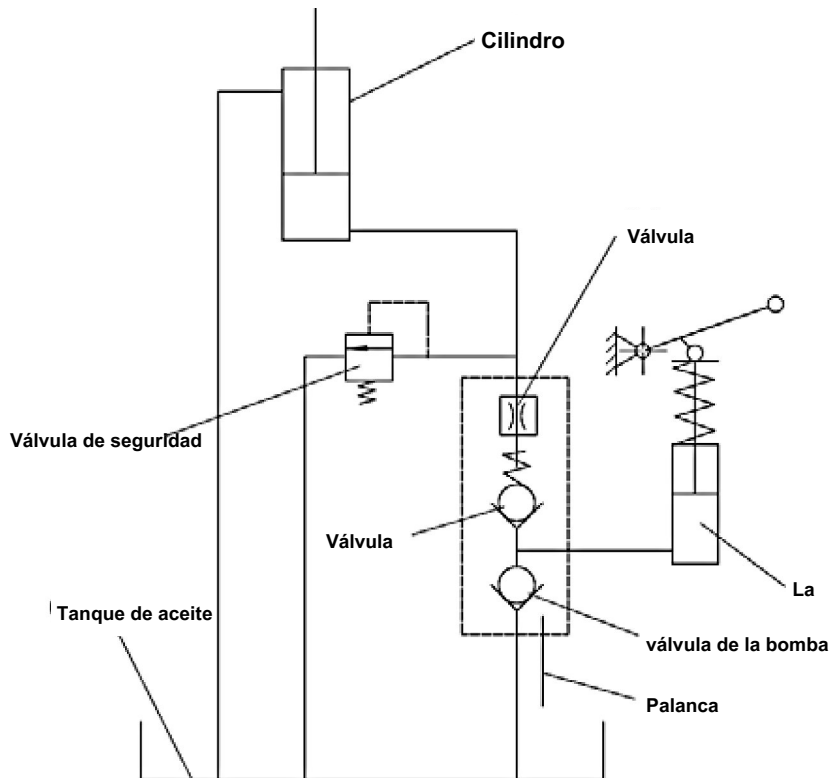 Cilindro
Válvula
Válvula de seguridad
Válvula
La
Tanque de aceite
válvula de la bomba
Palanca